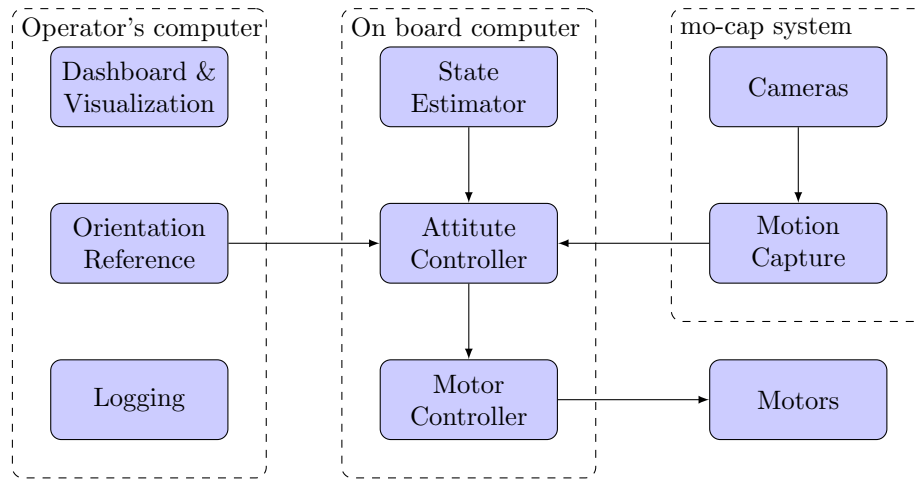 Operator's computer
Dashboard &
Visualization
Orientation
Reference
Logging
On board computer
State
Estimator
Attitute
Controller
Motor
Controller
mo-cap system
Cameras
Motion
Capture
Motors